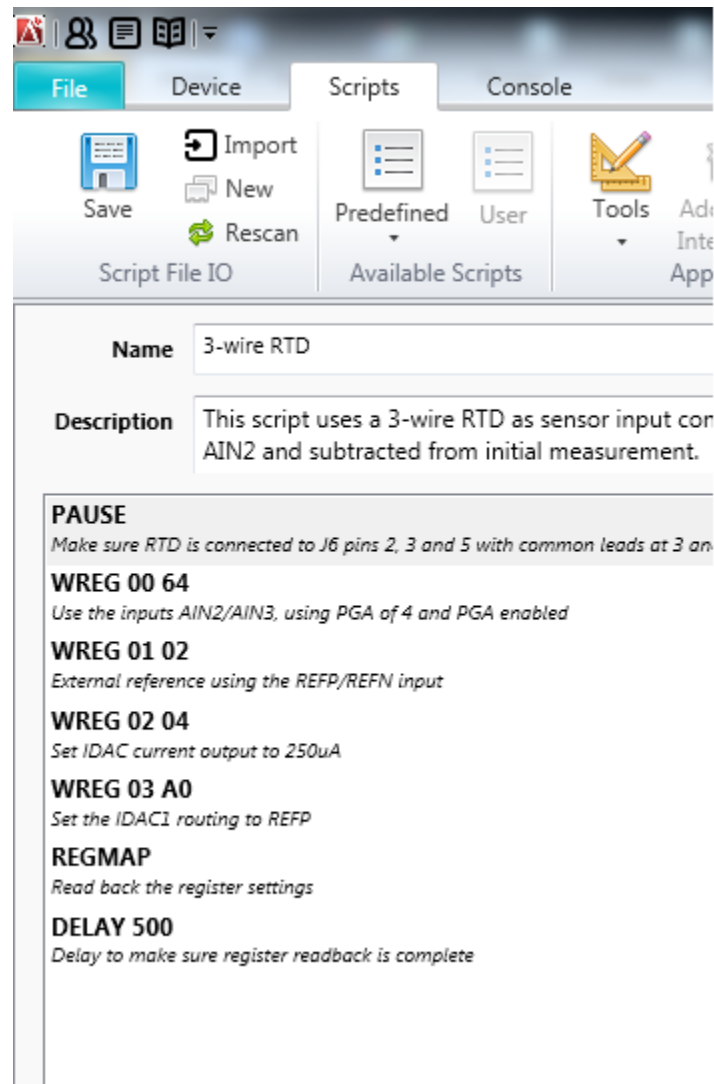 File Device Scripts Console
Import
New
Rescan
Save
Predefined
User
Tools
Script File IO
Available Scripts
Name 3-wire RTD
Description This script uses a 3-wire RTD as sensor input
AIN2 and subtracted from initial measurement.
PAUSE
Make sure RTD is connected to J6 pins 2, 3 and 5 with common leads at 3
WREG 00 64
Use the inputs AIN2/AIN3, using PGA of 4 and PGA enabled
WREG 01 02
External reference using the REFP/REFN input
WREG 02 04
Set IDAC current output to 250uA
WREG 03 A0
Set the IDAC1 routing to REFP
REGMAP
Read back the register settings
DELAY 500
Delay to make sure register readback is complete